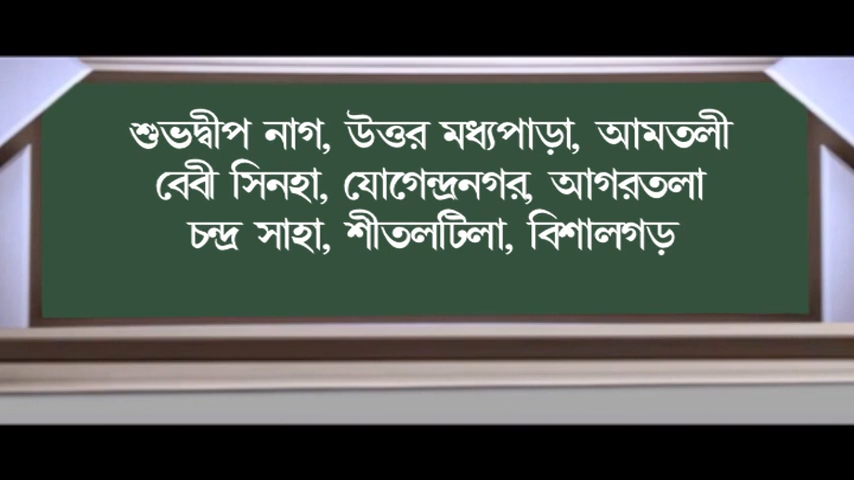 শুভদ্বীপ নাগ, উত্তর মধ্যপাড়া, আমতলী
বেবী সিনহা, যোগেন্দ্রনগর, আগরতলা
চন্দ্র সাহা, শীতলটিলা, বিশালগড়